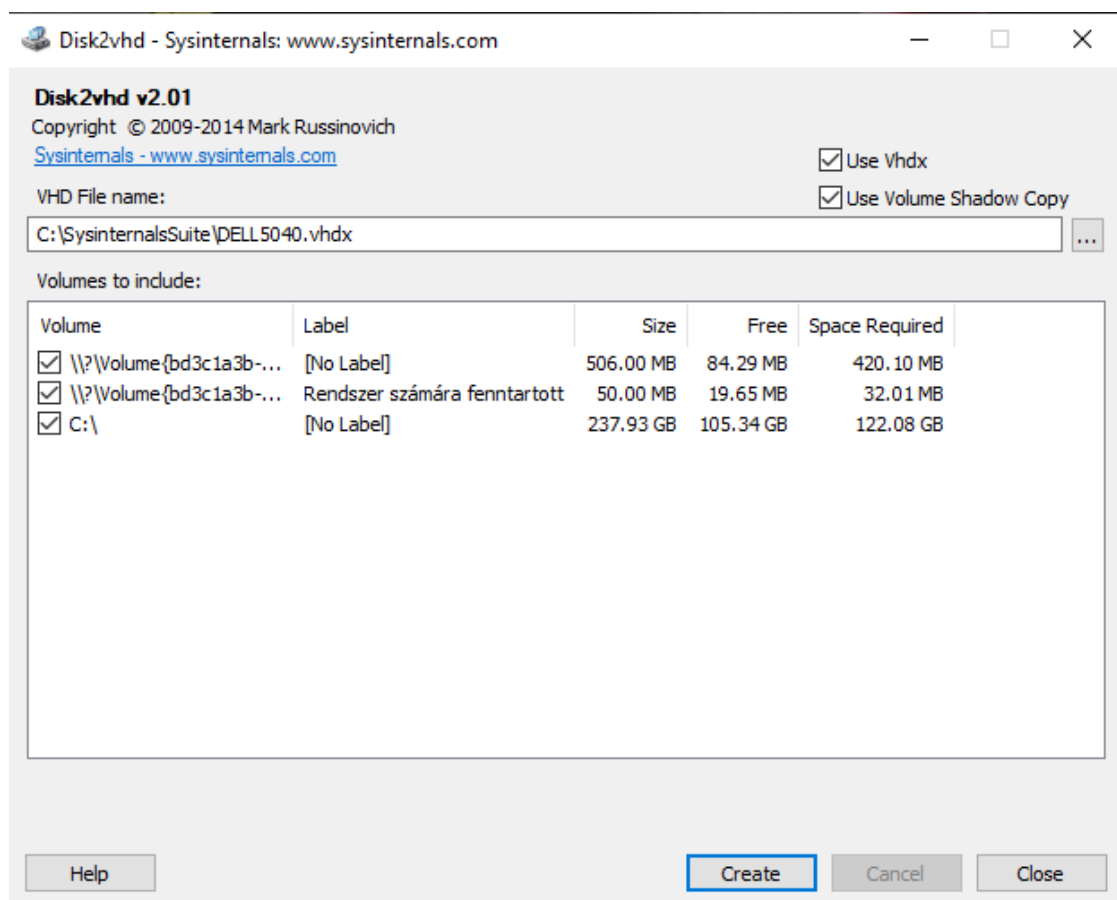 Disk2vhd - Sysinternals: www.sysinternals.com
Disk2vhd v2.01
Copyright © 2009-2014 Mark Russinovich
Sysinternals - www.sysinternals.com
Use Vhdx
VHD File name:
Use Volume Shadow Copy
C:\SysinternalsSuite\DELL5040.vhdx
...
Volumes to include:
Volume Label Size Free Space Required
\\?\Volume{bd3c1a3b-... [No Label] 506.00 MB 84.29 MB 420.10 MB
\\?\Volume{bd3c1a3b-... Rendszer számára fenntartott 50.00 MB 19.65 MB 32.01 MB
C:\ [No Label] 237.93 GB 105.34 GB 122.08 GB
Help Create Cancel Close